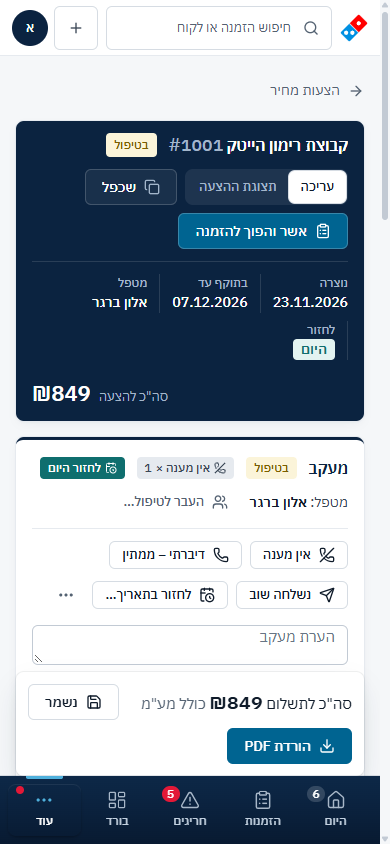 חיפוש הזמנה או לקוח
א
הצעות מחיר
קבוצת רימון הייטק #1001 בטיפול
עריכה תצוגת ההצעה שכפל
אשר והפוך להזמנה
נוצרה בתוקף עד מטפל
23.11.2026 07.12.2026 אלון ברגר
לחזור
היום
סה"כ להצעה ₪849
מעקב בטיפול אין מענה × 1 לחזור היום
מטפל: אלון ברגר העבר לטיפול...
אין מענה דיברתי – ממתין
נשלחה שוב לחזור בתאריך...
הערת מעקב
סה"כ לתשלום ₪849 כולל מע"מ נשמר
הורדת PDF
6 5
היום הזמנות חריגים בורד עוד